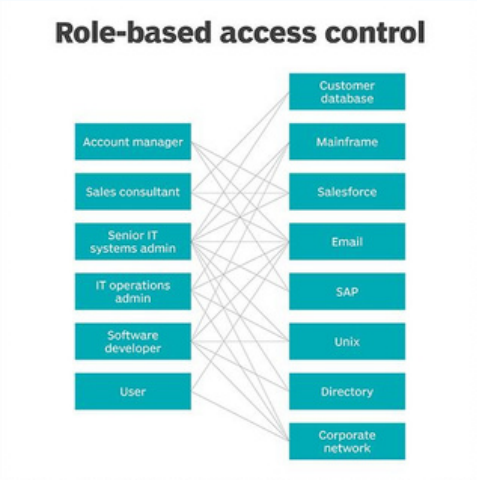 Role-based access control
Account manager
Sales consultant
Senior IT
systems admin
IT operations
admin
Software
developer
User
Customer
database
Mainframe
Salesforce
Email
SAP
Unix
Directory
Corporate
network